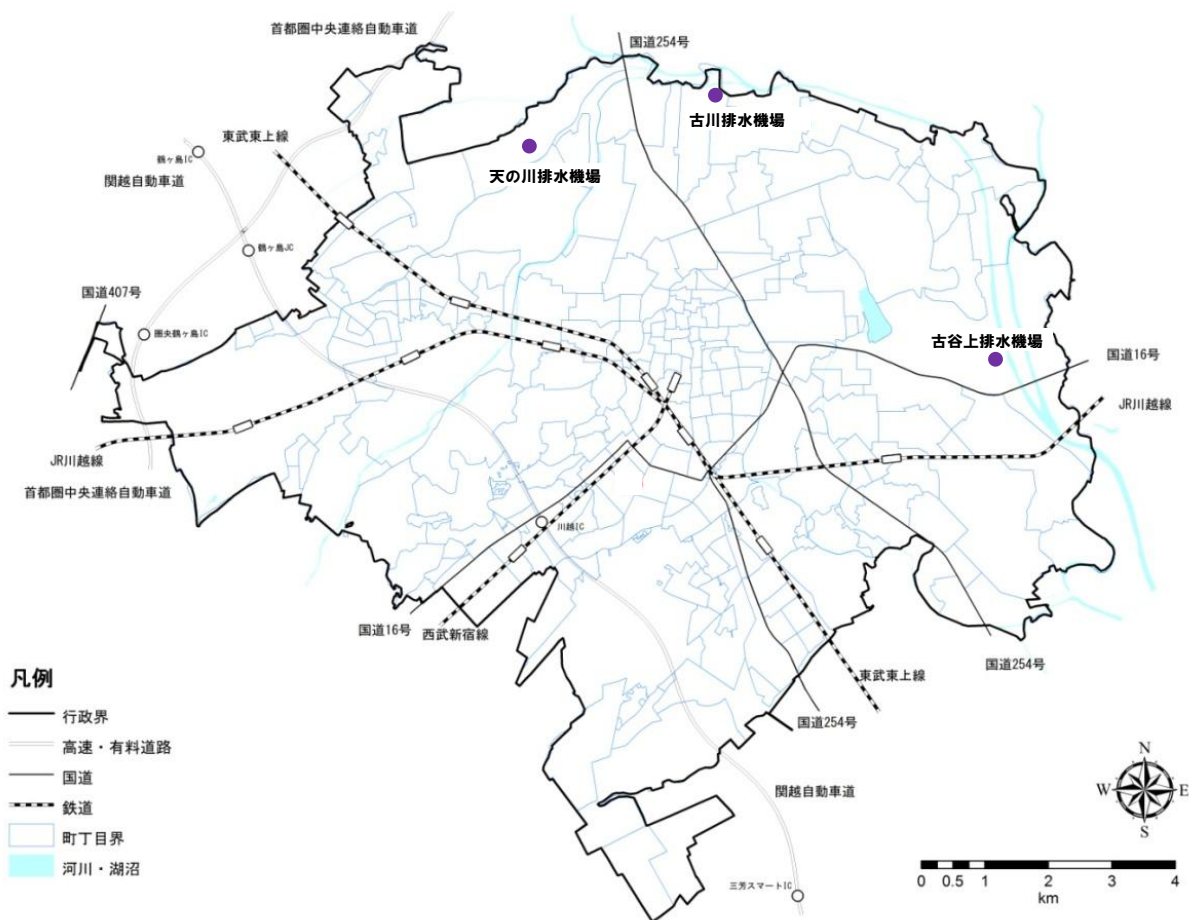 首都圏中央連絡自動車道
国道254号
古川排水機場
東武東上線
鶴ヶ島IC
関越自動車道
天の川排水機場
鶴ヶ島JC
国道407号
圏央鶴ヶ島IC
古谷上排水機場
国道16号
JR川越線
JR川越線
首都圏中央連絡自動車道
川越IC
国道16号
西武新宿線
国道254号
東武東上線
国道254号
凡例
行政界
高速・有料道路
国道
鉄道
町丁目界
河川・湖沼
関越自動車道
三芳スマートIC
N
W
E
S
0 0.5 1 2 3 4
km